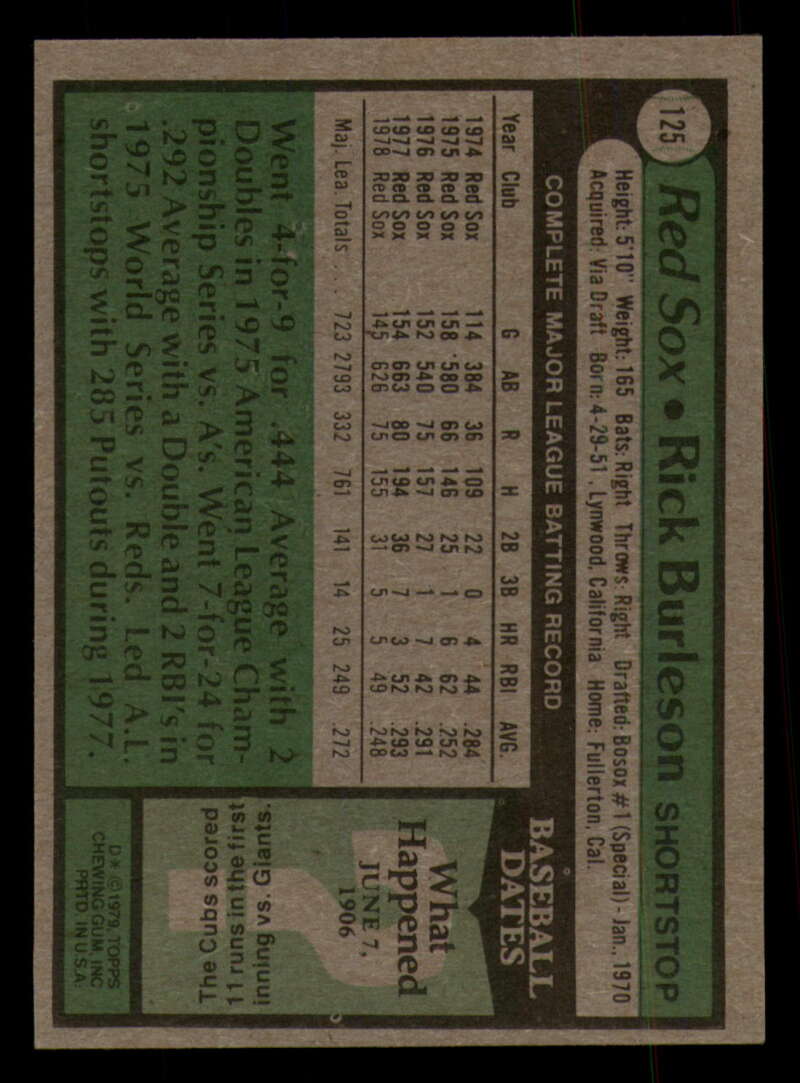 125
Red Sox • Rick Burleson SHORTSTOP
Height: 5'10" Weight: 165 Bats: Right Throws: Right Drafted: Bosox #1 (Special) - Jan., 1970
Acquired: Via Draft Born: 4-29-51, Lynwood, California Home: Fullerton, Cal.
COMPLETE MAJOR LEAGUE BATTING RECORD
Year Club G AB R H 2B 3B HR RBI AVG.
1974 Red Sox 114 384 36 109 22 0 4 44 .284
1975 Red Sox 158 580 66 146 25 1 6 62 .252
1976 Red Sox 152 540 75 157 27 1 7 42 .291
1977 Red Sox 154 663 80 194 36 7 3 52 .293
1978 Red Sox 145 626 75 155 31 5 5 49 .248
Maj. Lea. Totals . . . 723 2793 332 761 141 14 25 249 .272
Went 4-for-9 for .444 Average with 2
Doubles in 1975 American League Cham-
pionship Series vs. A's. Went 7-for-24 for
.292 Average with a Double and 2 RBI's in
1975 World Series vs. Reds. Led A.L.
shortstops with 285 Putouts during 1977.
BASEBALL
DATES
What
Happened
JUNE 7,
1906
The Cubs scored
11 runs in the first
inning vs. Giants.
D* © 1979, TOPPS
CHEWING GUM, INC
PRTD. IN U.S.A.